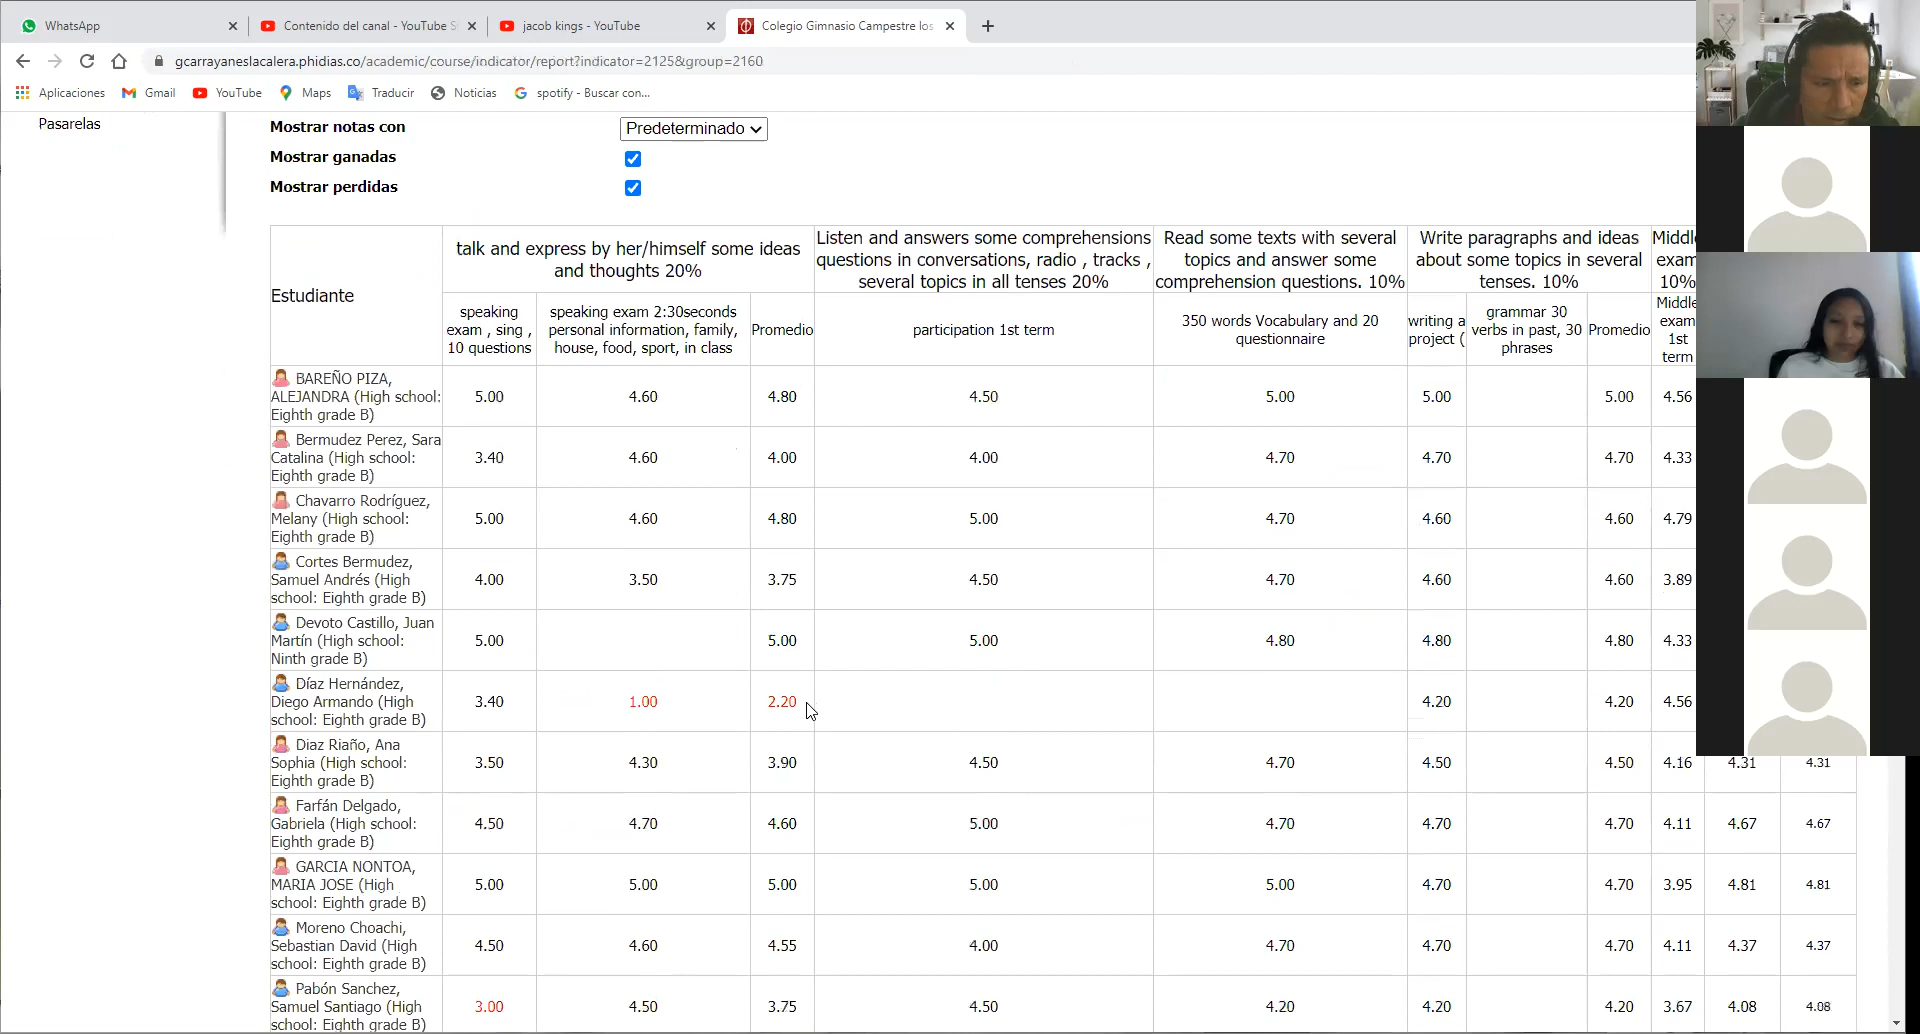 WhatsApp
Contenido del canal - YouTube S
jacob kings - YouTube
Colegio Gimnasio Campestre los
gcarrayaneslacalera.phidias.co/academic/course/indicator/report?indicator=2125&group=2160
Aplicaciones Gmail YouTube Maps Traducir Noticias spotify - Buscar con...
Pasarelas
Mostrar notas con Predeterminado
Mostrar ganadas
Mostrar perdidas
Estudiante
talk and express by her/himself some ideas
and thoughts 20%
Listen and answers some comprehensions
questions in conversations, radio , tracks ,
several topics in all tenses 20%
Read some texts with several
topics and answer some
comprehension questions. 10%
Write paragraphs and ideas
about some topics in several
tenses. 10%
Middle
exam
10%
speaking
exam , sing ,
10 questions
speaking exam 2:30seconds
personal information, family,
house, food, sport, in class
Promedio
participation 1st term
350 words Vocabulary and 20
questionnaire
writing a
project (
grammar 30
verbs in past, 30
phrases
Promedio
Middle
exam
1st
term
BAREÑO PIZA,
ALEJANDRA (High school:
Eighth grade B)
5.00 4.60 4.80 4.50 5.00 5.00 5.00 4.56
Bermudez Perez, Sara
Catalina (High school:
Eighth grade B)
3.40 4.60 4.00 4.00 4.70 4.70 4.70 4.33
Chavarro Rodríguez,
Melany (High school:
Eighth grade B)
5.00 4.60 4.80 5.00 4.70 4.60 4.60 4.79
Cortes Bermudez,
Samuel Andrés (High
school: Eighth grade B)
4.00 3.50 3.75 4.50 4.70 4.60 4.60 3.89
Devoto Castillo, Juan
Martín (High school:
Ninth grade B)
5.00 5.00 5.00 4.80 4.80 4.80 4.33
Díaz Hernández,
Diego Armando (High
school: Eighth grade B)
3.40 1.00 2.20 4.20 4.20 4.56
Diaz Riaño, Ana
Sophia (High school:
Eighth grade B)
3.50 4.30 3.90 4.50 4.70 4.50 4.50 4.16 4.31 4.31
Farfán Delgado,
Gabriela (High school:
Eighth grade B)
4.50 4.70 4.60 5.00 4.70 4.70 4.70 4.11 4.67 4.67
GARCIA NONTOA,
MARIA JOSE (High
school: Eighth grade B)
5.00 5.00 5.00 5.00 5.00 4.70 4.70 3.95 4.81 4.81
Moreno Choachi,
Sebastian David (High
school: Eighth grade B)
4.50 4.60 4.55 4.00 4.70 4.70 4.70 4.11 4.37 4.37
Pabón Sanchez,
Samuel Santiago (High
school: Eighth grade B)
3.00 4.50 3.75 4.50 4.20 4.20 4.20 3.67 4.08 4.08